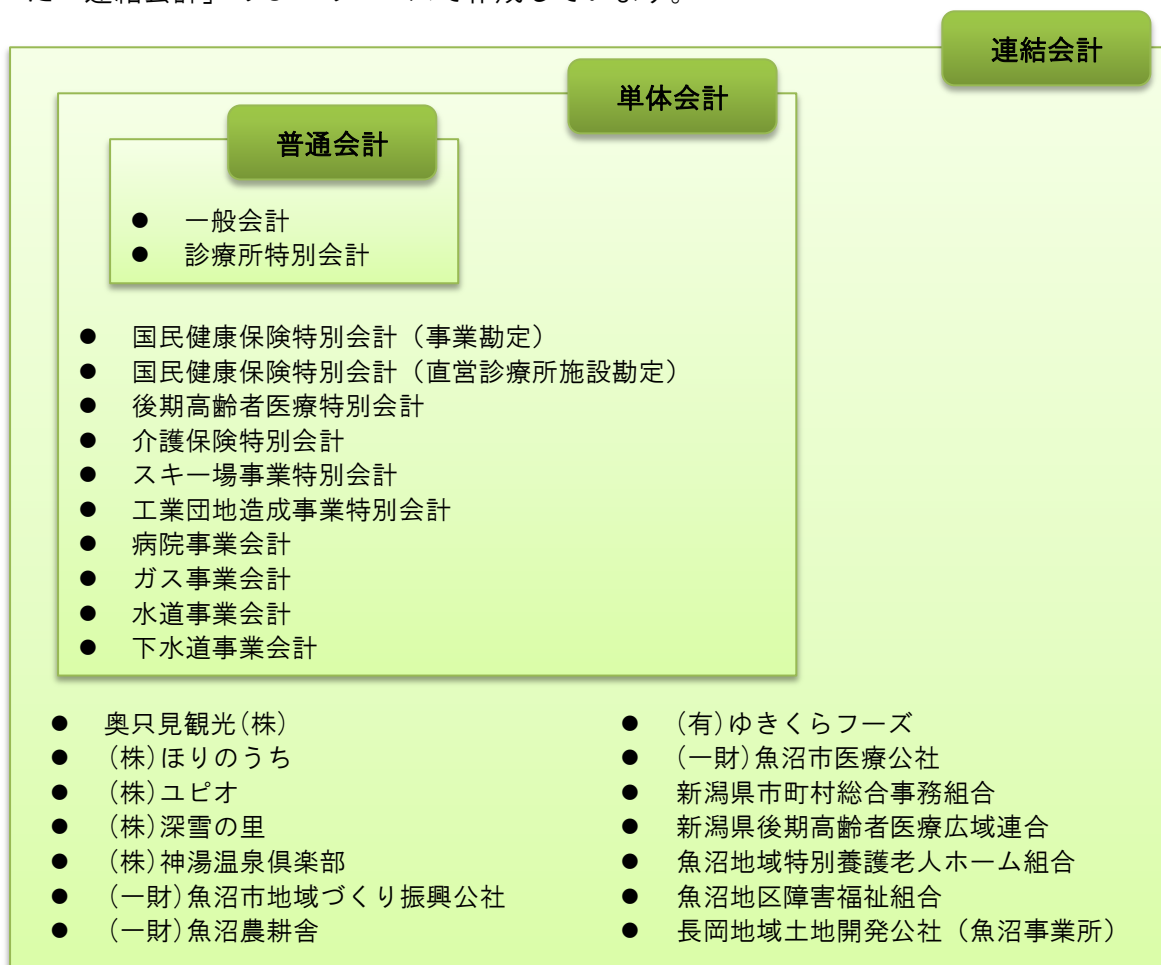 連結会計
単体会計
普通会計
● 一般会計
● 診療所特別会計
● 国民健康保険特別会計（事業勘定）
● 国民健康保険特別会計（直営診療所施設勘定）
● 後期高齢者医療特別会計
● 介護保険特別会計
● スキー場事業特別会計
● 工業団地造成事業特別会計
● 病院事業会計
● ガス事業会計
● 水道事業会計
● 下水道事業会計
● 奥只見観光(株)
● (株)ほりのうち
● (株)ユピオ
● (株)深雪の里
● (株)神湯温泉倶楽部
● (一財)魚沼市地域づくり振興公社
● (一財)魚沼農耕舎
● (有)ゆきくらフーズ
● (一財)魚沼市医療公社
● 新潟県市町村総合事務組合
● 新潟県後期高齢者医療広域連合
● 魚沼地域特別養護老人ホーム組合
● 魚沼地区障害福祉組合
● 長岡地域土地開発公社（魚沼事業所）